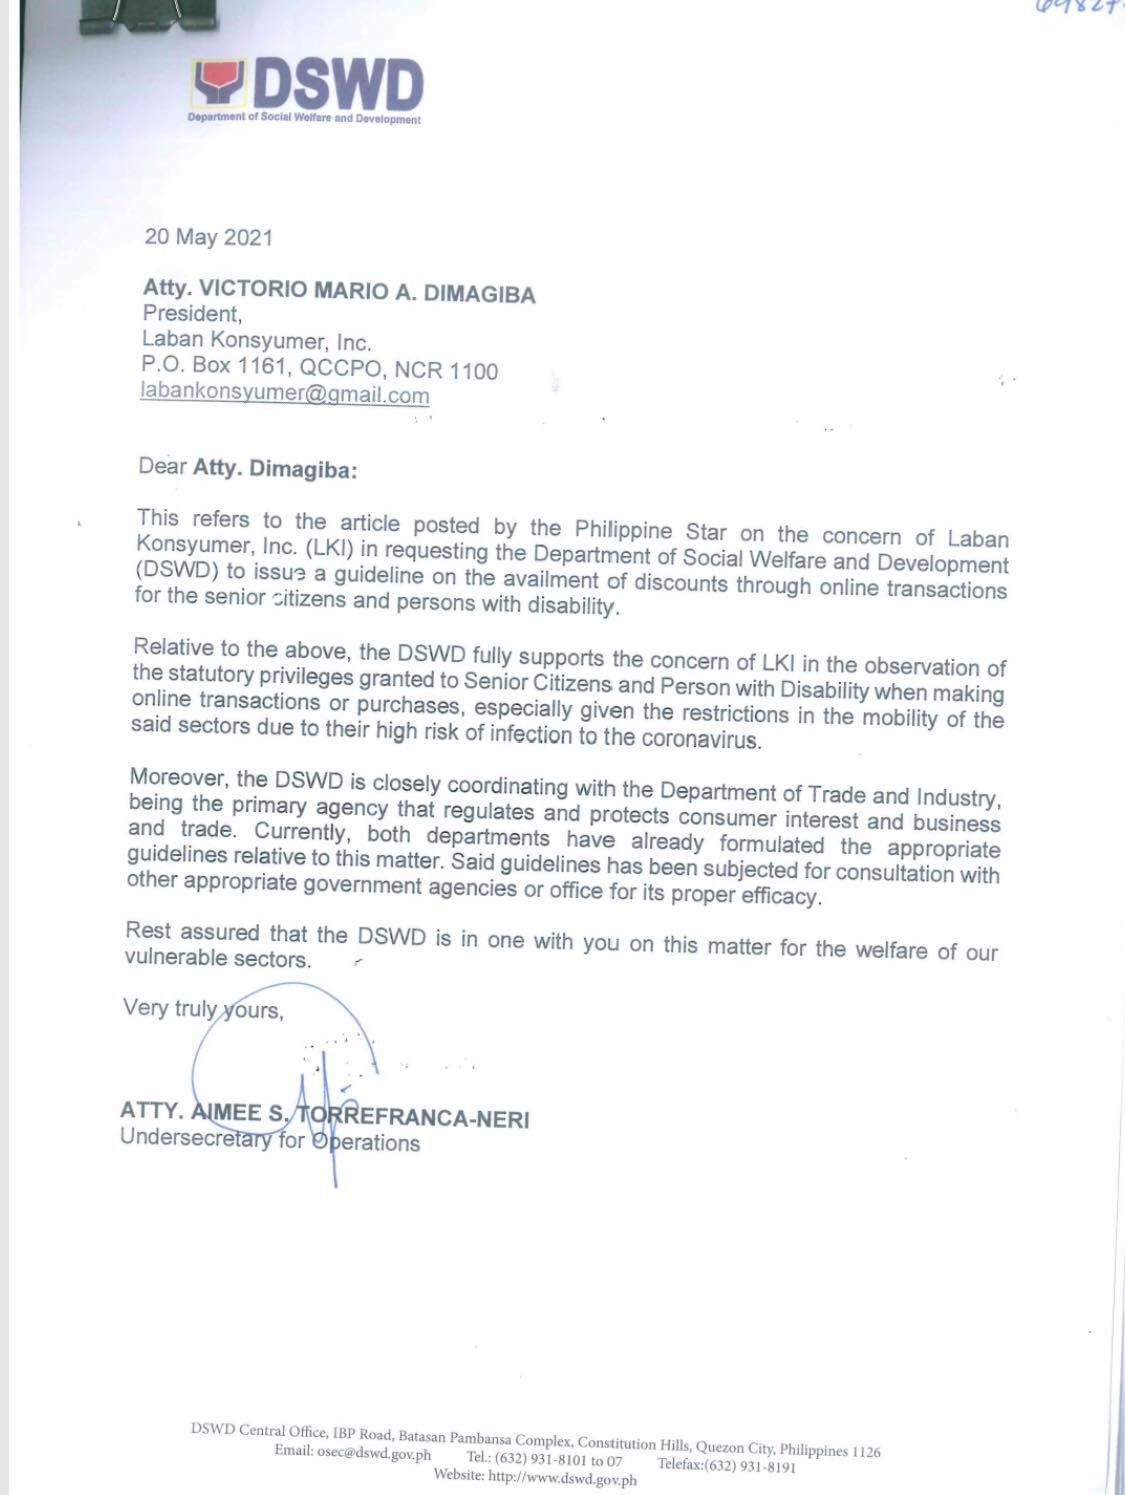 DSWD
Department of Social Welfare and Development
20 May 2021
Atty. VICTORIO MARIO A. DIMAGIBA
President,
Laban Konsyumer, Inc.
P.O. Box 1161, QCCPO, NCR 1100
labankonsyumer@gmail.com
Dear Atty. Dimagiba:
This refers to the article posted by the Philippine Star on the concern of Laban
Konsyumer, Inc. (LKI) in requesting the Department of Social Welfare and Development
(DSWD) to issue a guideline on the availment of discounts through online transactions
for the senior citizens and persons with disability.
Relative to the above, the DSWD fully supports the concern of LKI in the observation of
the statutory privileges granted to Senior Citizens and Person with Disability when making
online transactions or purchases, especially given the restrictions in the mobility of the
said sectors due to their high risk of infection to the coronavirus.
Moreover, the DSWD is closely coordinating with the Department of Trade and Industry,
being the primary agency that regulates and protects consumer interest and business
and trade. Currently, both departments have already formulated the appropriate
guidelines relative to this matter. Said guidelines has been subjected for consultation with
other appropriate government agencies or office for its proper efficacy.
Rest assured that the DSWD is in one with you on this matter for the welfare of our
vulnerable sectors.
Very truly yours,
ATTY. AIMEE S. TORREFRANCA-NERI
Undersecretary for Operations
DSWD Central Office, IBP Road, Batasan Pambansa Complex, Constitution Hills, Quezon City, Philippines 1126
Email: osec@dswd.gov.ph Tel.: (632) 931-8101 to 07 Telefax:(632) 931-8191
Website: http://www.dswd.gov.ph